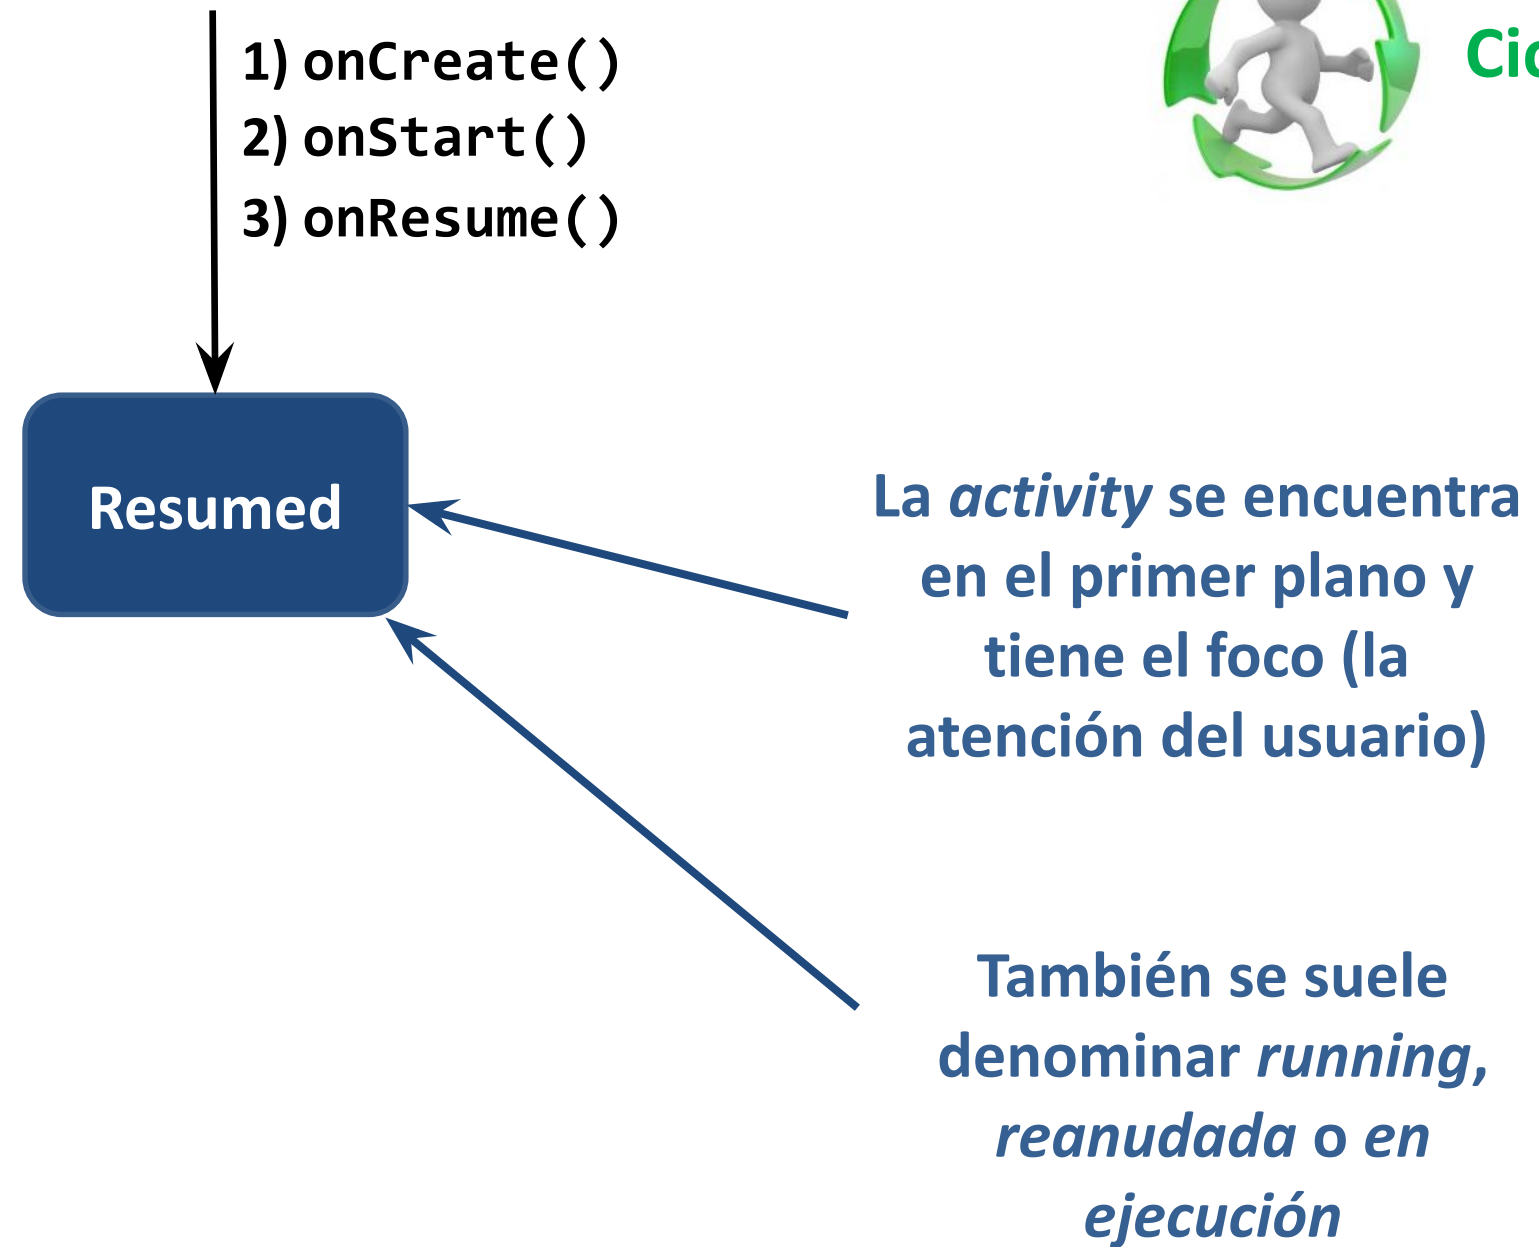 1) onCreate()
2) onStart()
3) onResume()
Resumed
La activity se encuentra
en el primer plano y
tiene el foco (la
atención del usuario)
También se suele
denominar running,
reanudada o en
ejecución